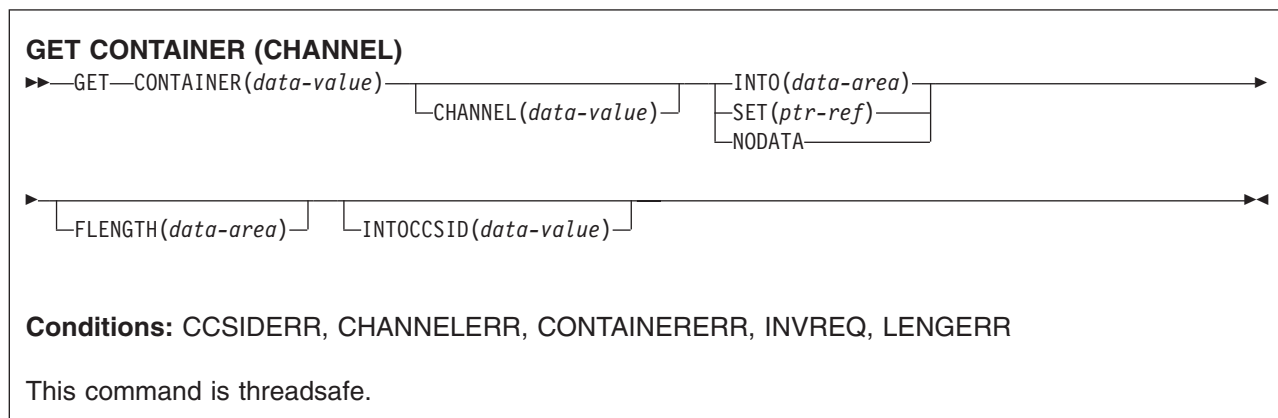 GET CONTAINER (CHANNEL)
GET CONTAINER(data-value) INTO(data-area)
CHANNEL(data-value) SET(ptr-ref)
NODATA
FLENGTH(data-area) INTOCCSID(data-value)
Conditions: CCSIDERR, CHANNELERR, CONTAINERERR, INVREQ, LENGERR
This command is threadsafe.